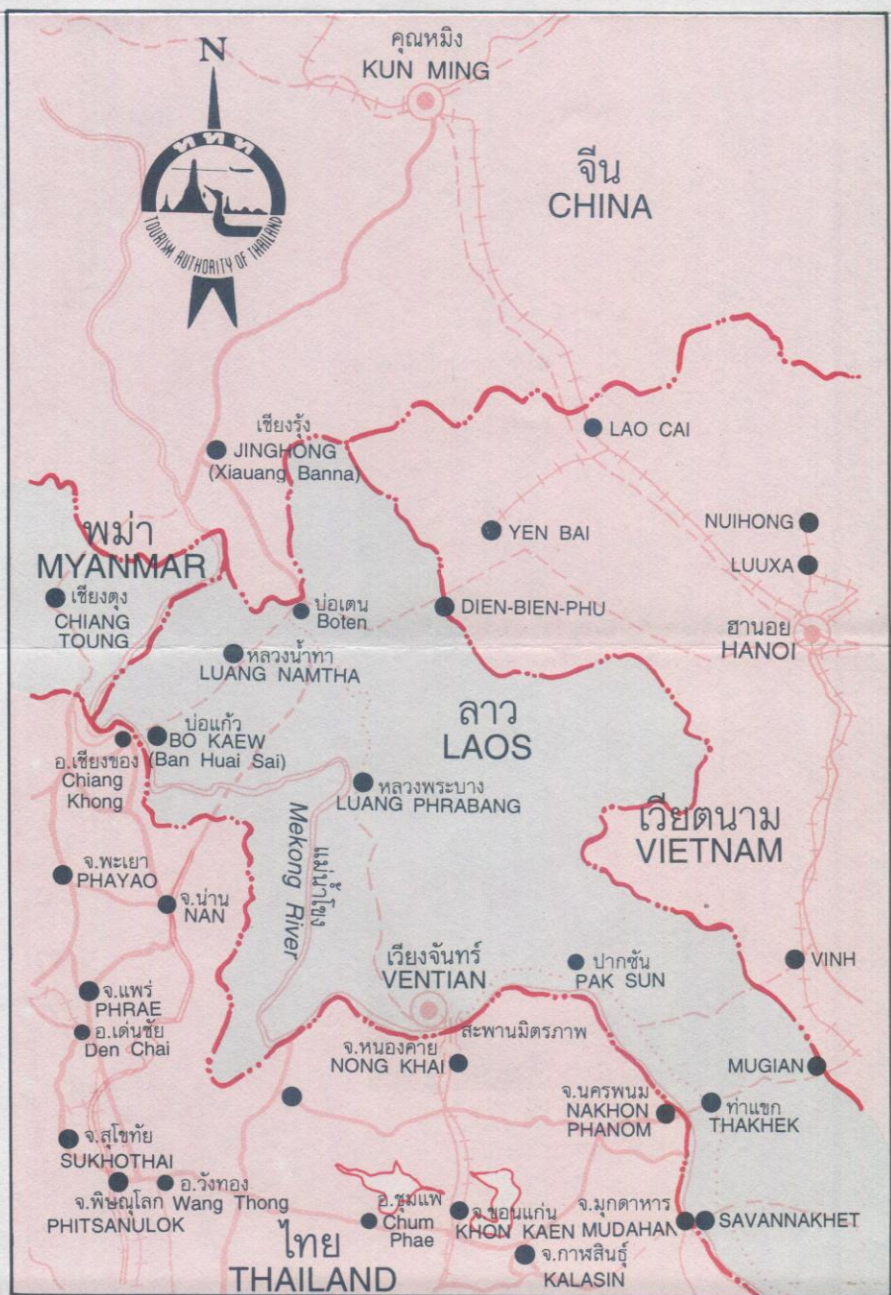 N
คุณหมิง
KUN MING
ททท
TOURISM AUTHORITY OF THAILAND
จีน
CHINA
LAO CAI
เชียงรุ้ง
JINGHONG
(Xiauang Banna)
YEN BAI
NUIHONG
LUUXA
พม่า
MYANMAR
เชียงตุง
CHIANG
TOUNG
บ่อเตน
Boten
DIEN-BIEN-PHU
ฮานอย
HANOI
หลวงน้ำทา
LUANG NAMTHA
ลาว
LAOS
บ่อแก้ว
BO KAEW
(Ban Huai Sai)
อ.เชียงของ
Chiang
Khong
หลวงพระบาง
LUANG PHRABANG
แม่น้ำโขง
Mekong River
เวียตนาม
VIETNAM
จ.พะเยา
PHAYAO
จ.น่าน
NAN
เวียงจันทร์
VENTIAN
ปากซัน
PAK SUN
VINH
จ.แพร่
PHRAE
อ.เด่นชัย
Den Chai
สะพานมิตรภาพ
จ.หนองคาย
NONG KHAI
MUGIAN
จ.นครพนม
NAKHON
PHANOM
ท่าแขก
THAKHEK
จ.สุโขทัย
SUKHOTHAI
จ.พิษณุโลก
PHITSANULOK
อ.วังทอง
Wang Thong
อ.ชุมแพ
Chum
Phae
จ.ขอนแก่น
KHON KAEN
จ.มุกดาหาร
MUDAHAN
SAVANNAKHET
จ.กาฬสินธุ์
KALASIN
ไทย
THAILAND